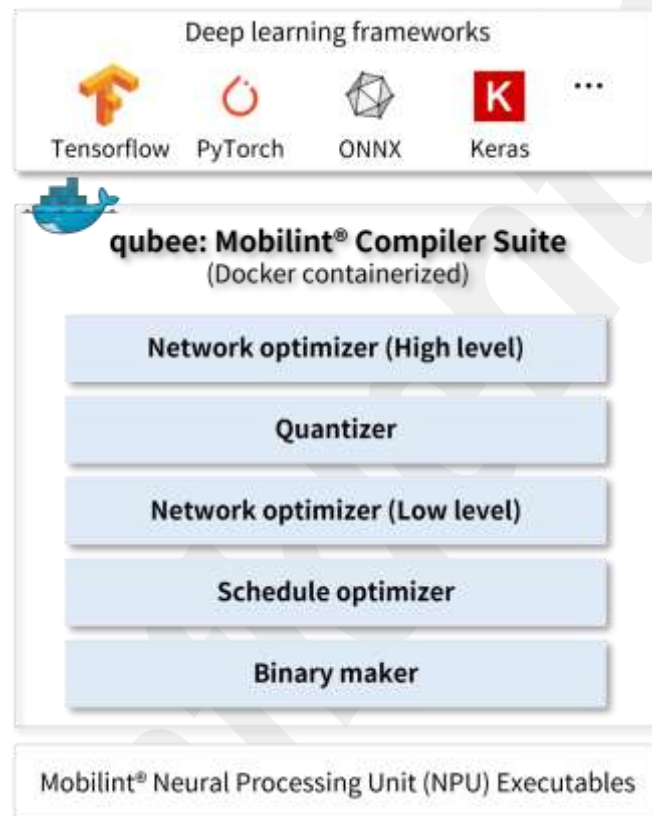 Deep learning frameworks
...
K
Tensorflow PyTorch ONNX Keras
qubee: Mobilint® Compiler Suite
(Docker containerized)
Network optimizer (High level)
Quantizer
Network optimizer (Low level)
Schedule optimizer
Binary maker
Mobilint® Neural Processing Unit (NPU) Executables